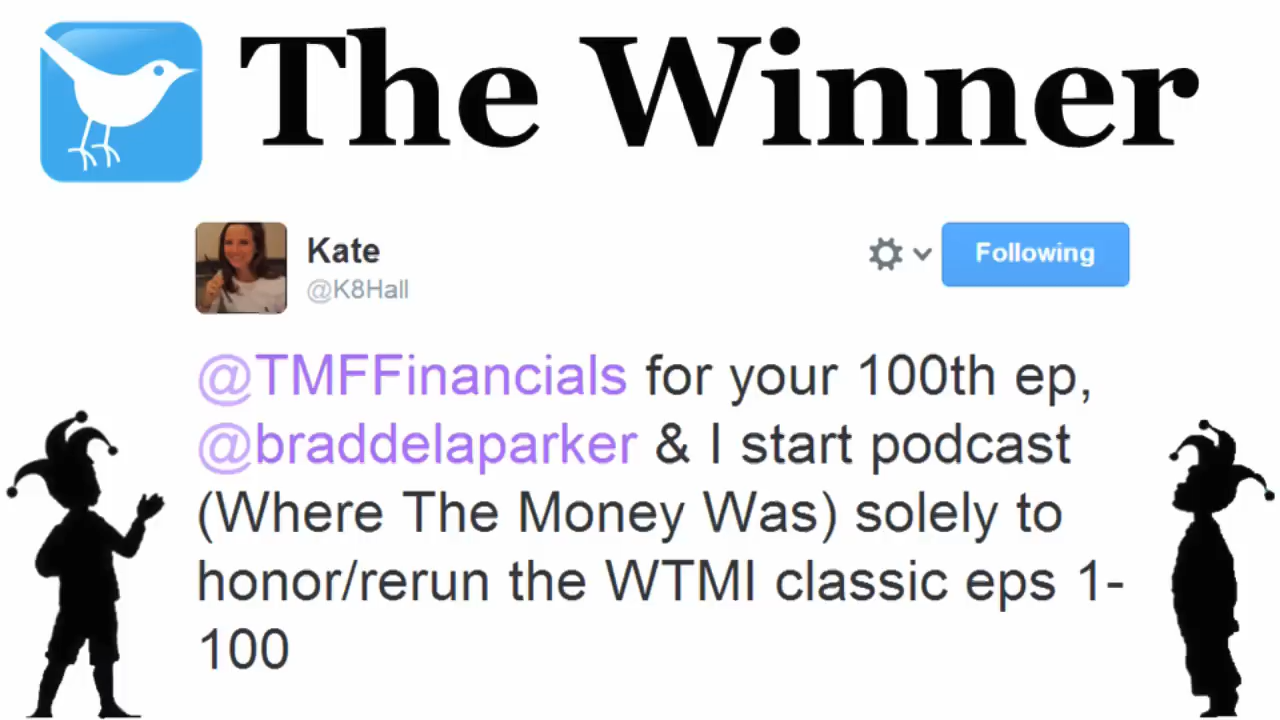 The Winner
Kate
@K8Hall
Following
@TMFFinancials for your 100th ep,
@braddelaparker & I start podcast
(Where The Money Was) solely to
honor/rerun the WTMI classic eps 1-
100